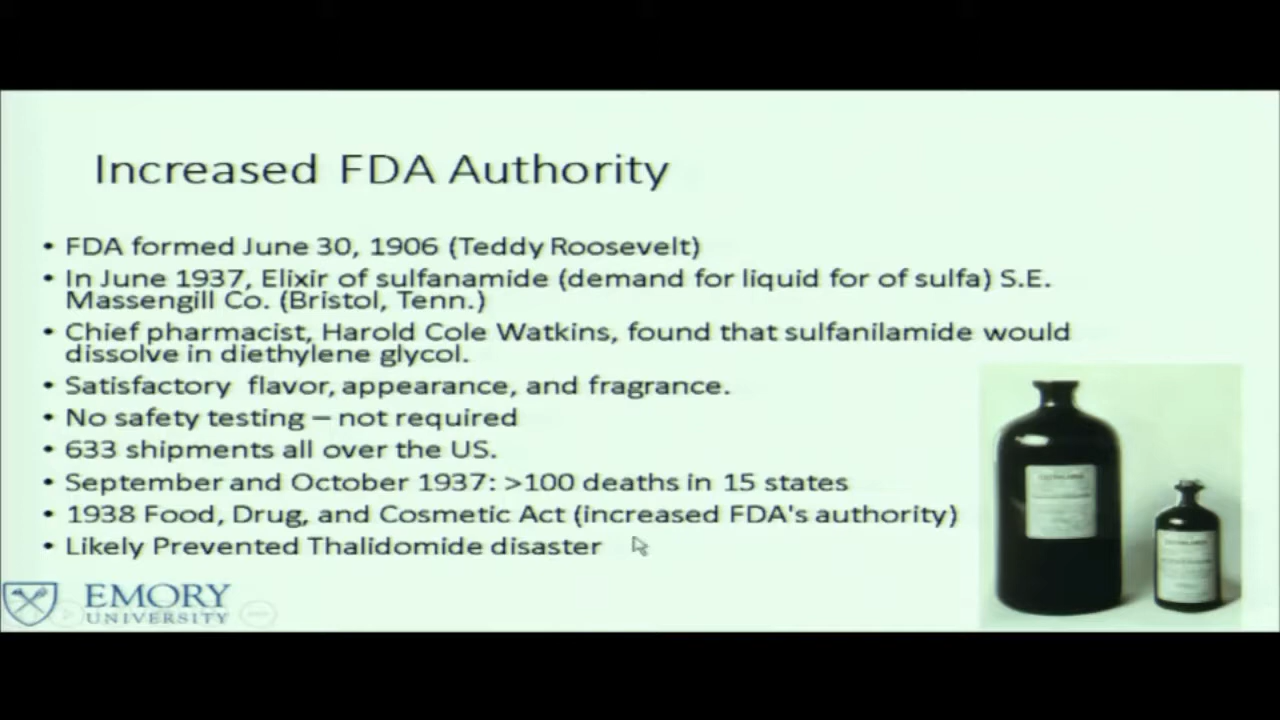 Increased FDA Authority
• FDA formed June 30, 1906 (Teddy Roosevelt)
• In June 1937, Elixir of sulfanamide (demand for liquid for of sulfa) S.E.
Massengill Co. (Bristol, Tenn.)
• Chief pharmacist, Harold Cole Watkins, found that sulfanilamide would
dissolve in diethylene glycol.
• Satisfactory flavor, appearance, and fragrance.
• No safety testing – not required
• 633 shipments all over the US.
• September and October 1937: >100 deaths in 15 states
• 1938 Food, Drug, and Cosmetic Act (increased FDA's authority)
• Likely Prevented Thalidomide disaster
EMORY
UNIVERSITY